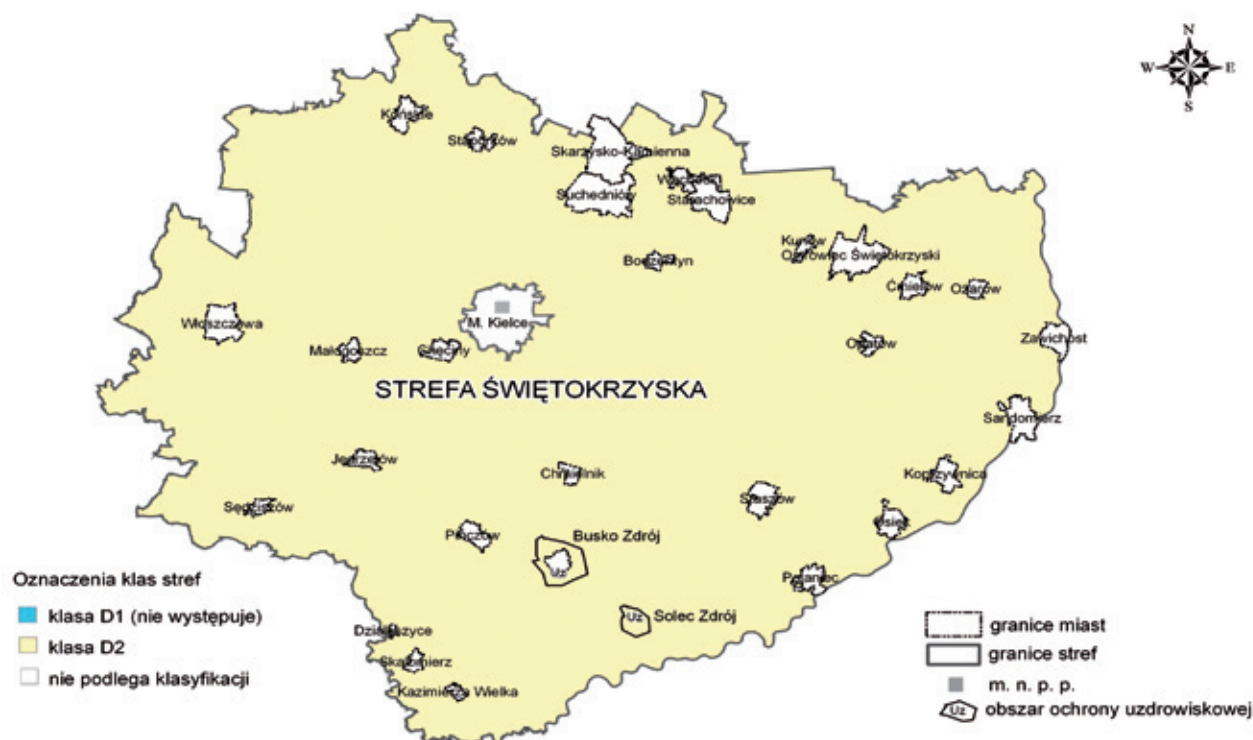 N
W
E
S
Końskie
Stąporków
Skarżysko-Kamienna
Wąchock
Suchedniów
Starachowice
Kunów
Bodzentyn
Ostrowiec Świętokrzyski
Ćmielów
Ożarów
M. Kielce
Włoszczowa
Zawichost
Małogoszcz
Chęciny
Opatów
STREFA ŚWIĘTOKRZYSKA
Sandomierz
Jędrzejów
Chmielnik
Koprzywnica
Sędziszów
Staszów
Osiek
Pińczów
Busko Zdrój
Uz
Połaniec
Solec Zdrój
Uz
Działoszyce
Skalbmierz
Kazimierza Wielka
Oznaczenia klas stref
klasa D1 (nie występuje)
klasa D2
nie podlega klasyfikacji
granice miast
granice stref
m. n. p. p.
Uz obszar ochrony uzdrowiskowej